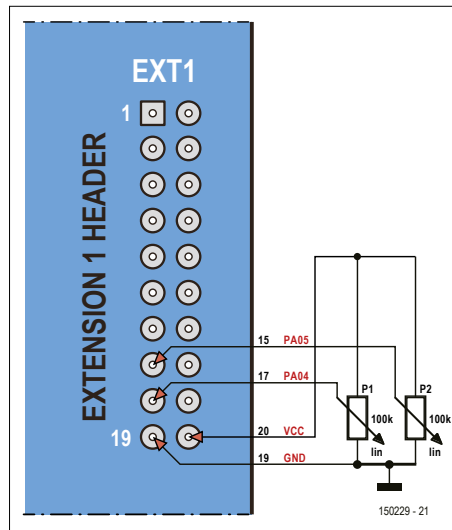 EXT1
1
EXTENSION 1 HEADER
19
15 PA05
17 PA04
20 VCC
19 GND
P1
100k
lin
P2
100k
lin
150229 - 21